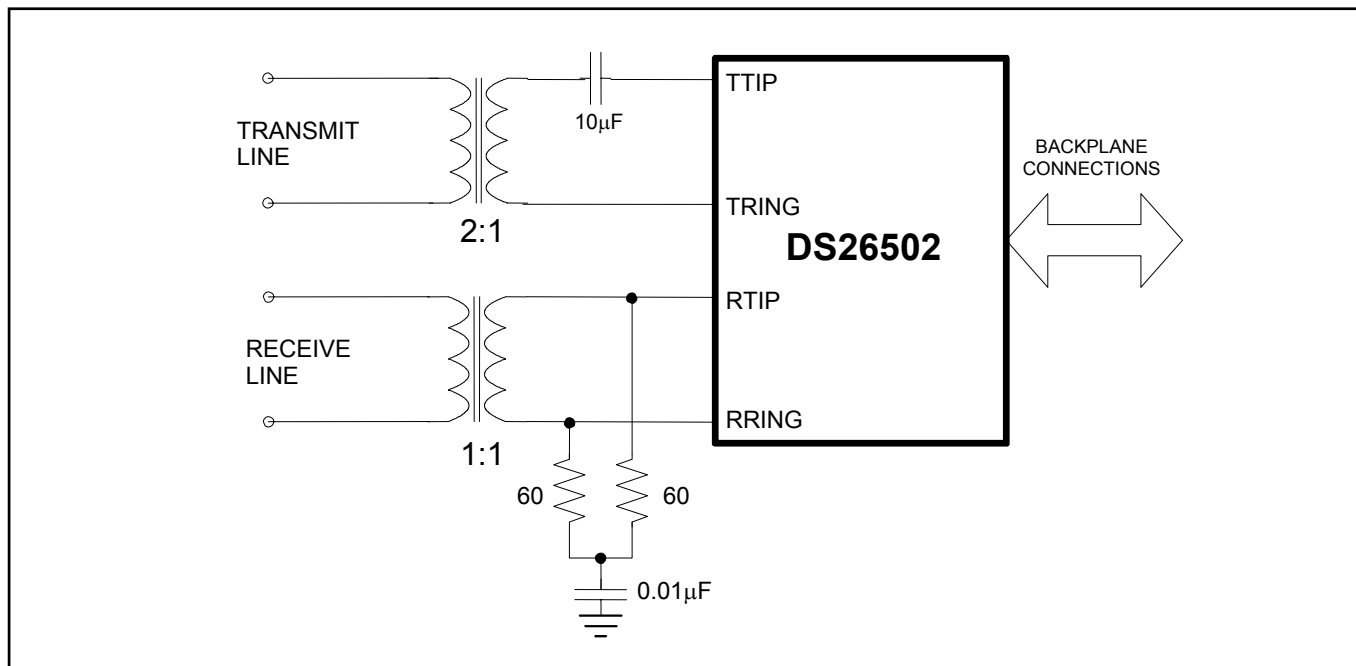 TTIP
10μF
TRANSMIT
LINE
BACKPLANE
CONNECTIONS
TRING
2:1
DS26502
RTIP
RECEIVE
LINE
RRING
1:1
60
60
0.01μF